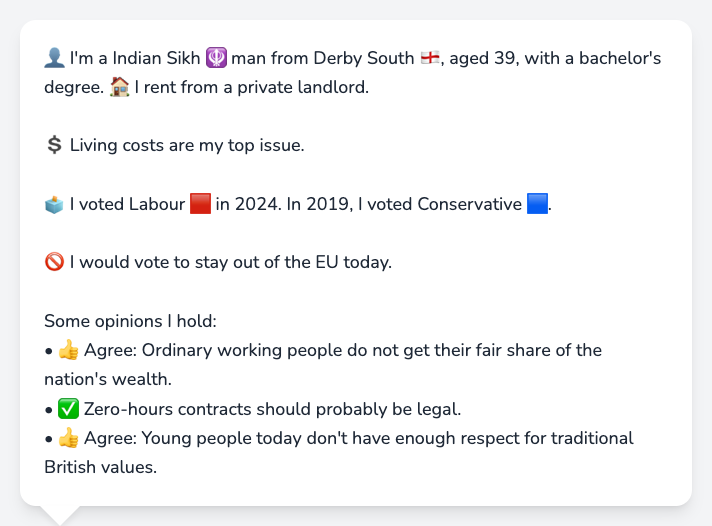 👤 I'm a Indian Sikh 🪯 man from Derby South 🏴󠁧󠁢󠁥󠁮󠁧󠁿, aged 39, with a bachelor's
degree. 🏠 I rent from a private landlord.
💲 Living costs are my top issue.
🗳️ I voted Labour 🟥 in 2024. In 2019, I voted Conservative 🟦.
🚫 I would vote to stay out of the EU today.
Some opinions I hold:
• 👍 Agree: Ordinary working people do not get their fair share of the
nation's wealth.
• ✅ Zero-hours contracts should probably be legal.
• 👍 Agree: Young people today don't have enough respect for traditional
British values.